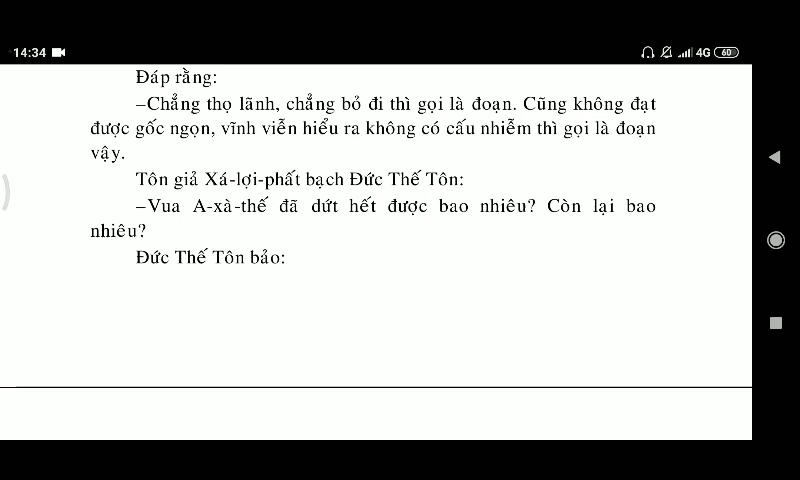 14:34
4G 60
Đáp rằng:
–Chẳng thọ lãnh, chẳng bỏ đi thì gọi là đoạn. Cũng không đạt
được gốc ngọn, vĩnh viễn hiểu ra không có cấu nhiễm thì gọi là đoạn
vậy.
Tôn giả Xá-lợi-phất bạch Đức Thế Tôn:
–Vua A-xà-thế đã dứt hết được bao nhiêu? Còn lại bao
nhiêu?
Đức Thế Tôn bảo: